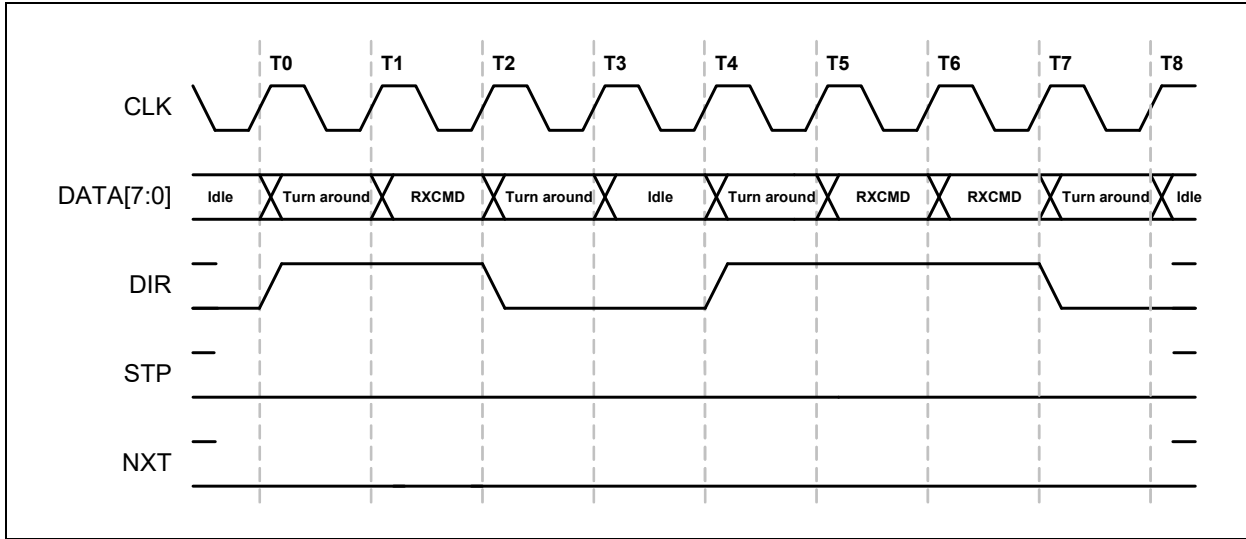 T0 T1 T2 T3 T4 T5 T6 T7 T8
CLK
DATA[7:0] Idle Turn around RXCMD Turn around Idle Turn around RXCMD RXCMD Turn around Idle
DIR
STP
NXT